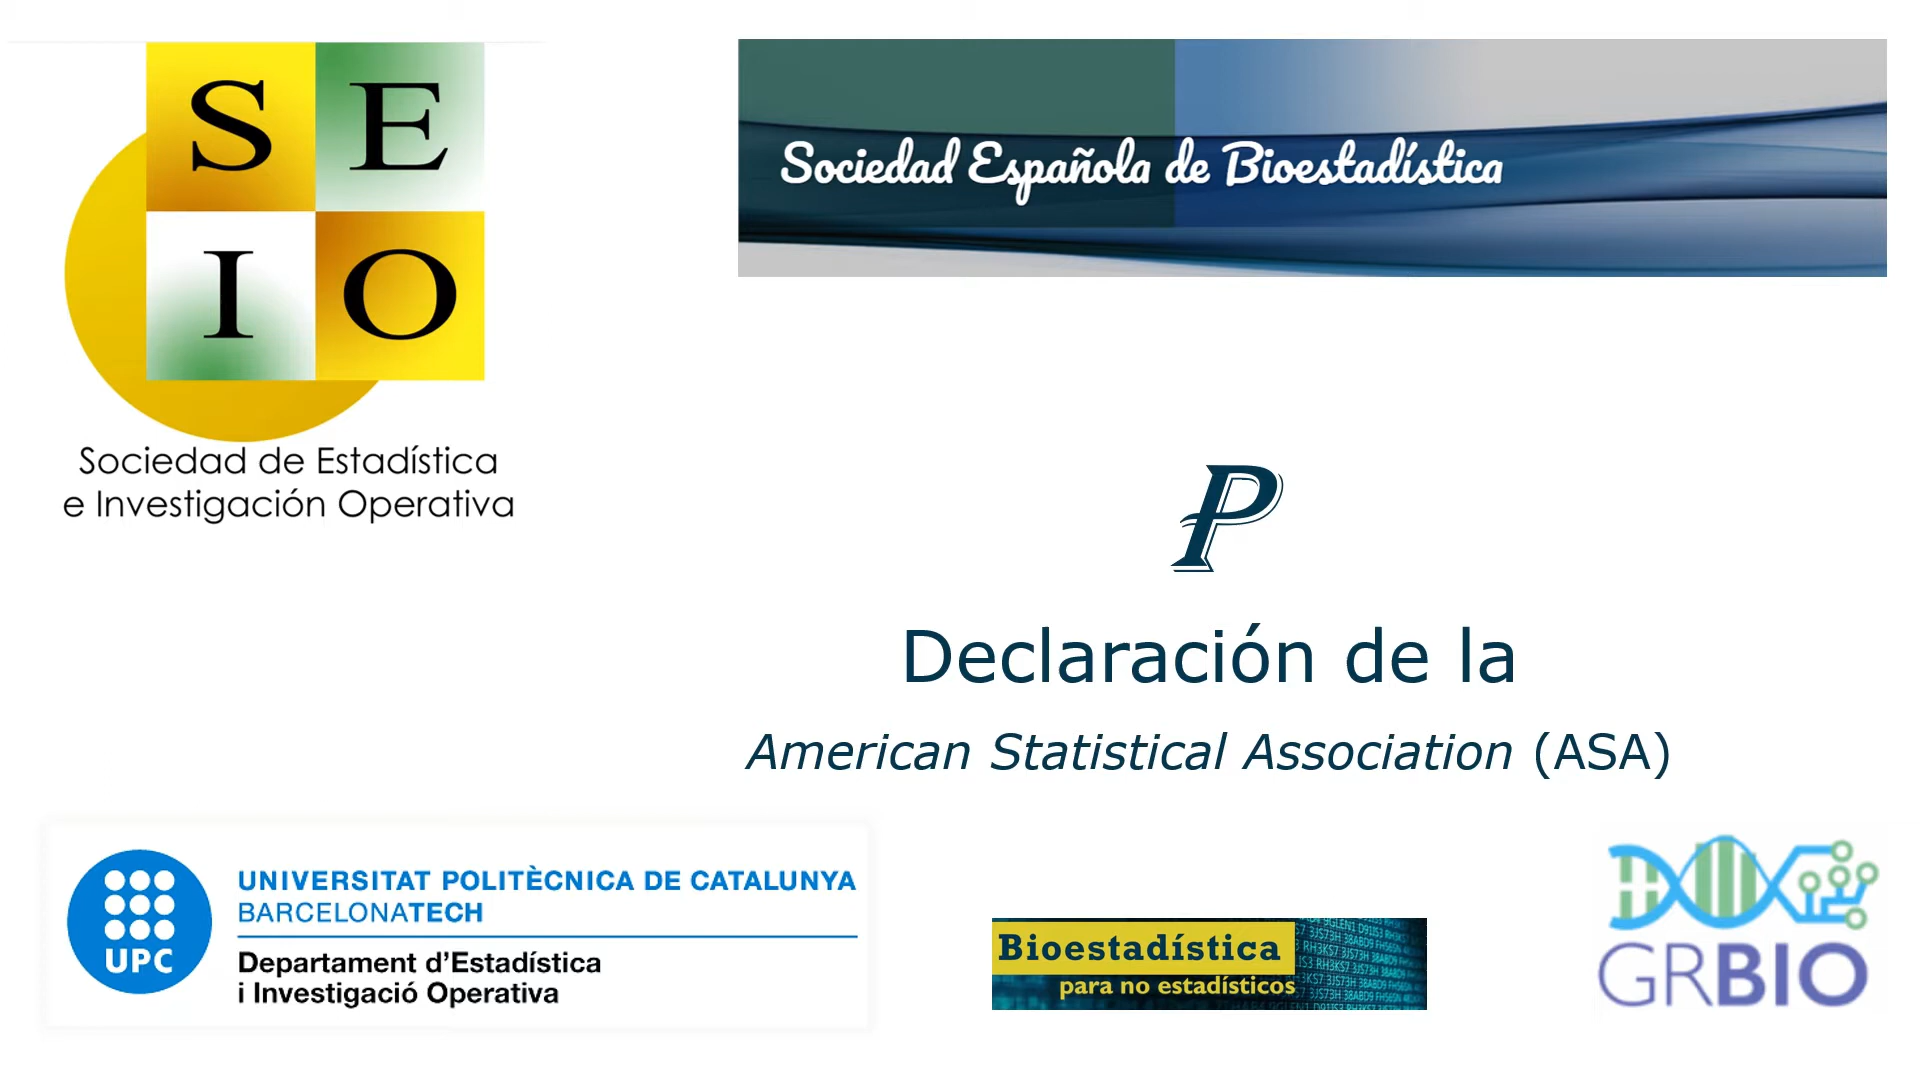 S E
I O
Sociedad de Estadística
e Investigación Operativa
Sociedad Española de Bioestadística
P
Declaración de la
American Statistical Association (ASA)
UPC
UNIVERSITAT POLITÈCNICA DE CATALUNYA
BARCELONATECH
Departament d'Estadística
i Investigació Operativa
Bioestadística
para no estadísticos
GRBIO